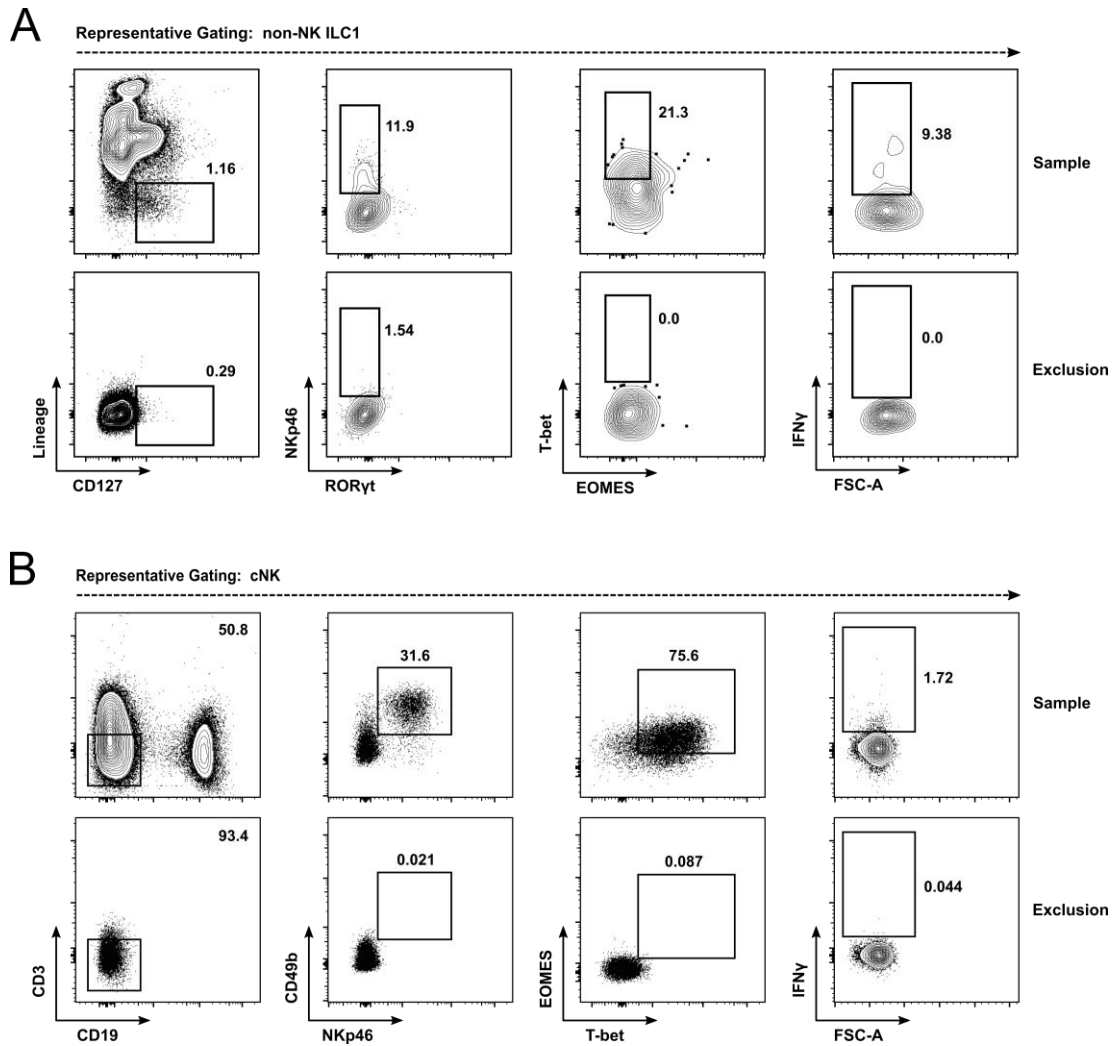 A
Representative Gating: non-NK ILC1
1.16
11.9
21.3
9.38
Sample
0.29
1.54
0.0
0.0
Exclusion
Lineage
NKp46
T-bet
IFNγ
CD127
RORγt
EOMES
FSC-A
B
Representative Gating: cNK
50.8
31.6
75.6
1.72
Sample
93.4
0.021
0.087
0.044
Exclusion
CD3
CD49b
EOMES
IFNγ
CD19
NKp46
T-bet
FSC-A